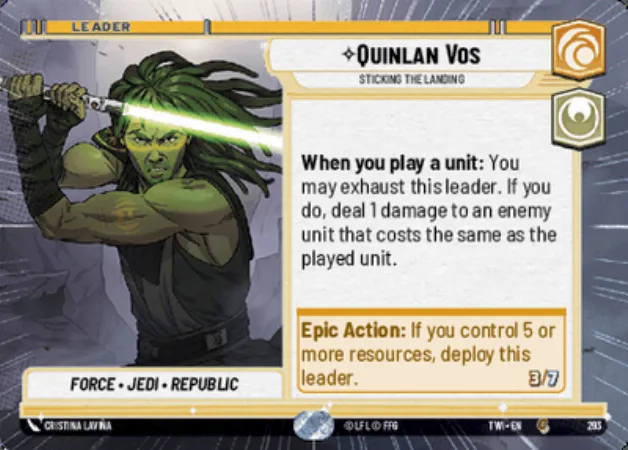 LEADER
QUINLAN VOS
STICKING THE LANDING
When you play a unit: You
may exhaust this leader. If you
do, deal 1 damage to an enemy
unit that costs the same as the
played unit.
Epic Action: If you control 5 or
more resources, deploy this
leader.
3/7
FORCE • JEDI • REPUBLIC
CRISTINA LAVIÑA
©LFL © FFG
TWI • EN
293